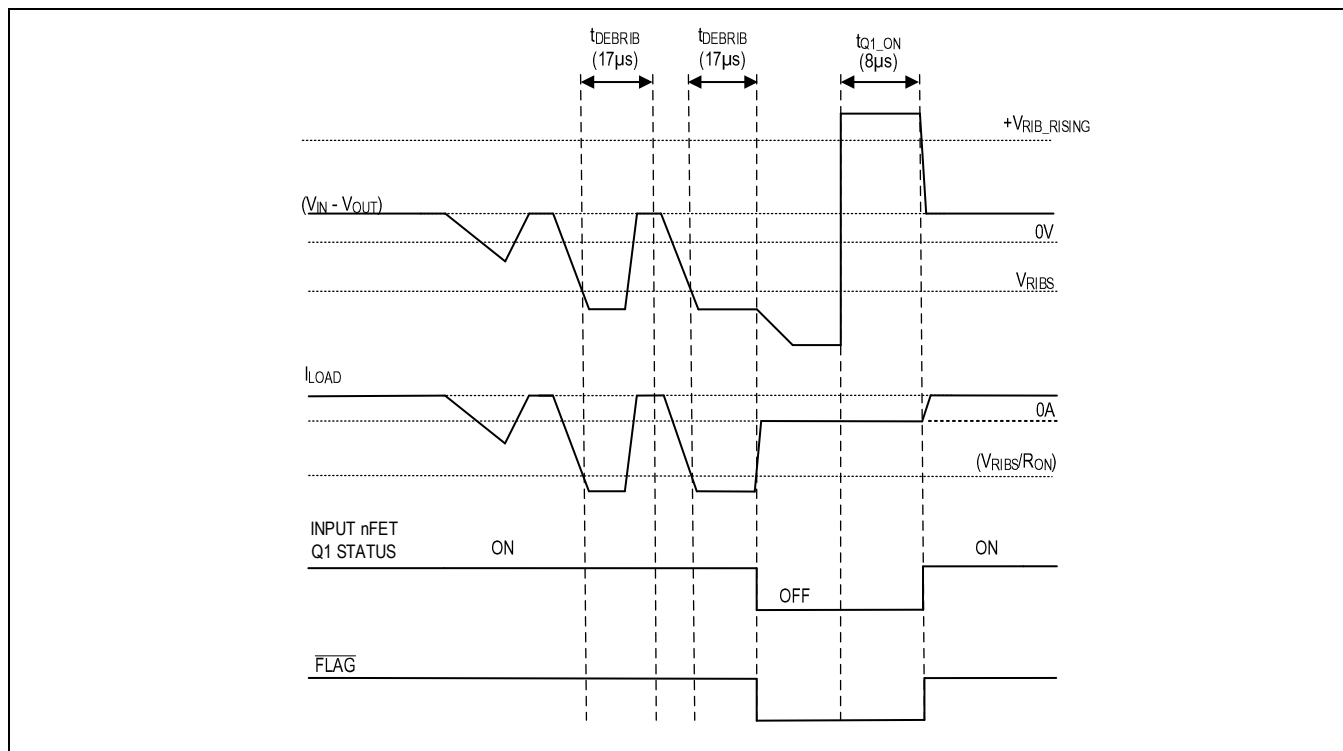 tDEBRIB
(17µs)
tDEBRIB
(17µs)
tQ1_ON
(8µs)
+VRIB_RISING
(VIN - VOUT)
0V
VRIBS
ILOAD
0A
(VRIBS/RON)
INPUT nFET
Q1 STATUS
ON
ON
OFF
FLAG